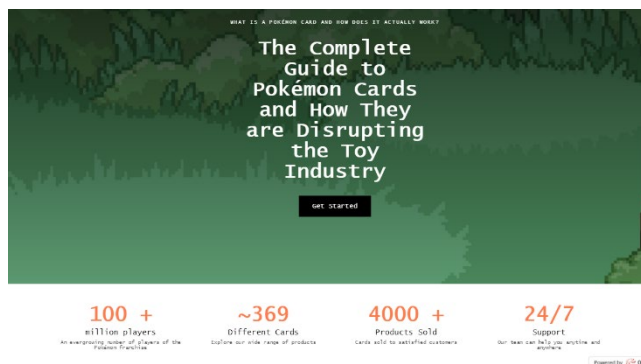 WHAT IS A POKÉMON CARD AND HOW DOES IT ACTUALLY WORK?
The Complete
Guide to
Pokémon Cards
and How They
are Disrupting
the Toy
Industry
Get Started
100 +
~369
4000 +
24/7
million players
Different Cards
Products Sold
Support
An evergrowing number of players of the
Pokémon franchise
Explore our wide range of products
Cards sold to satisfied customers
Our team can help you anytime and
anywhere
Powered by